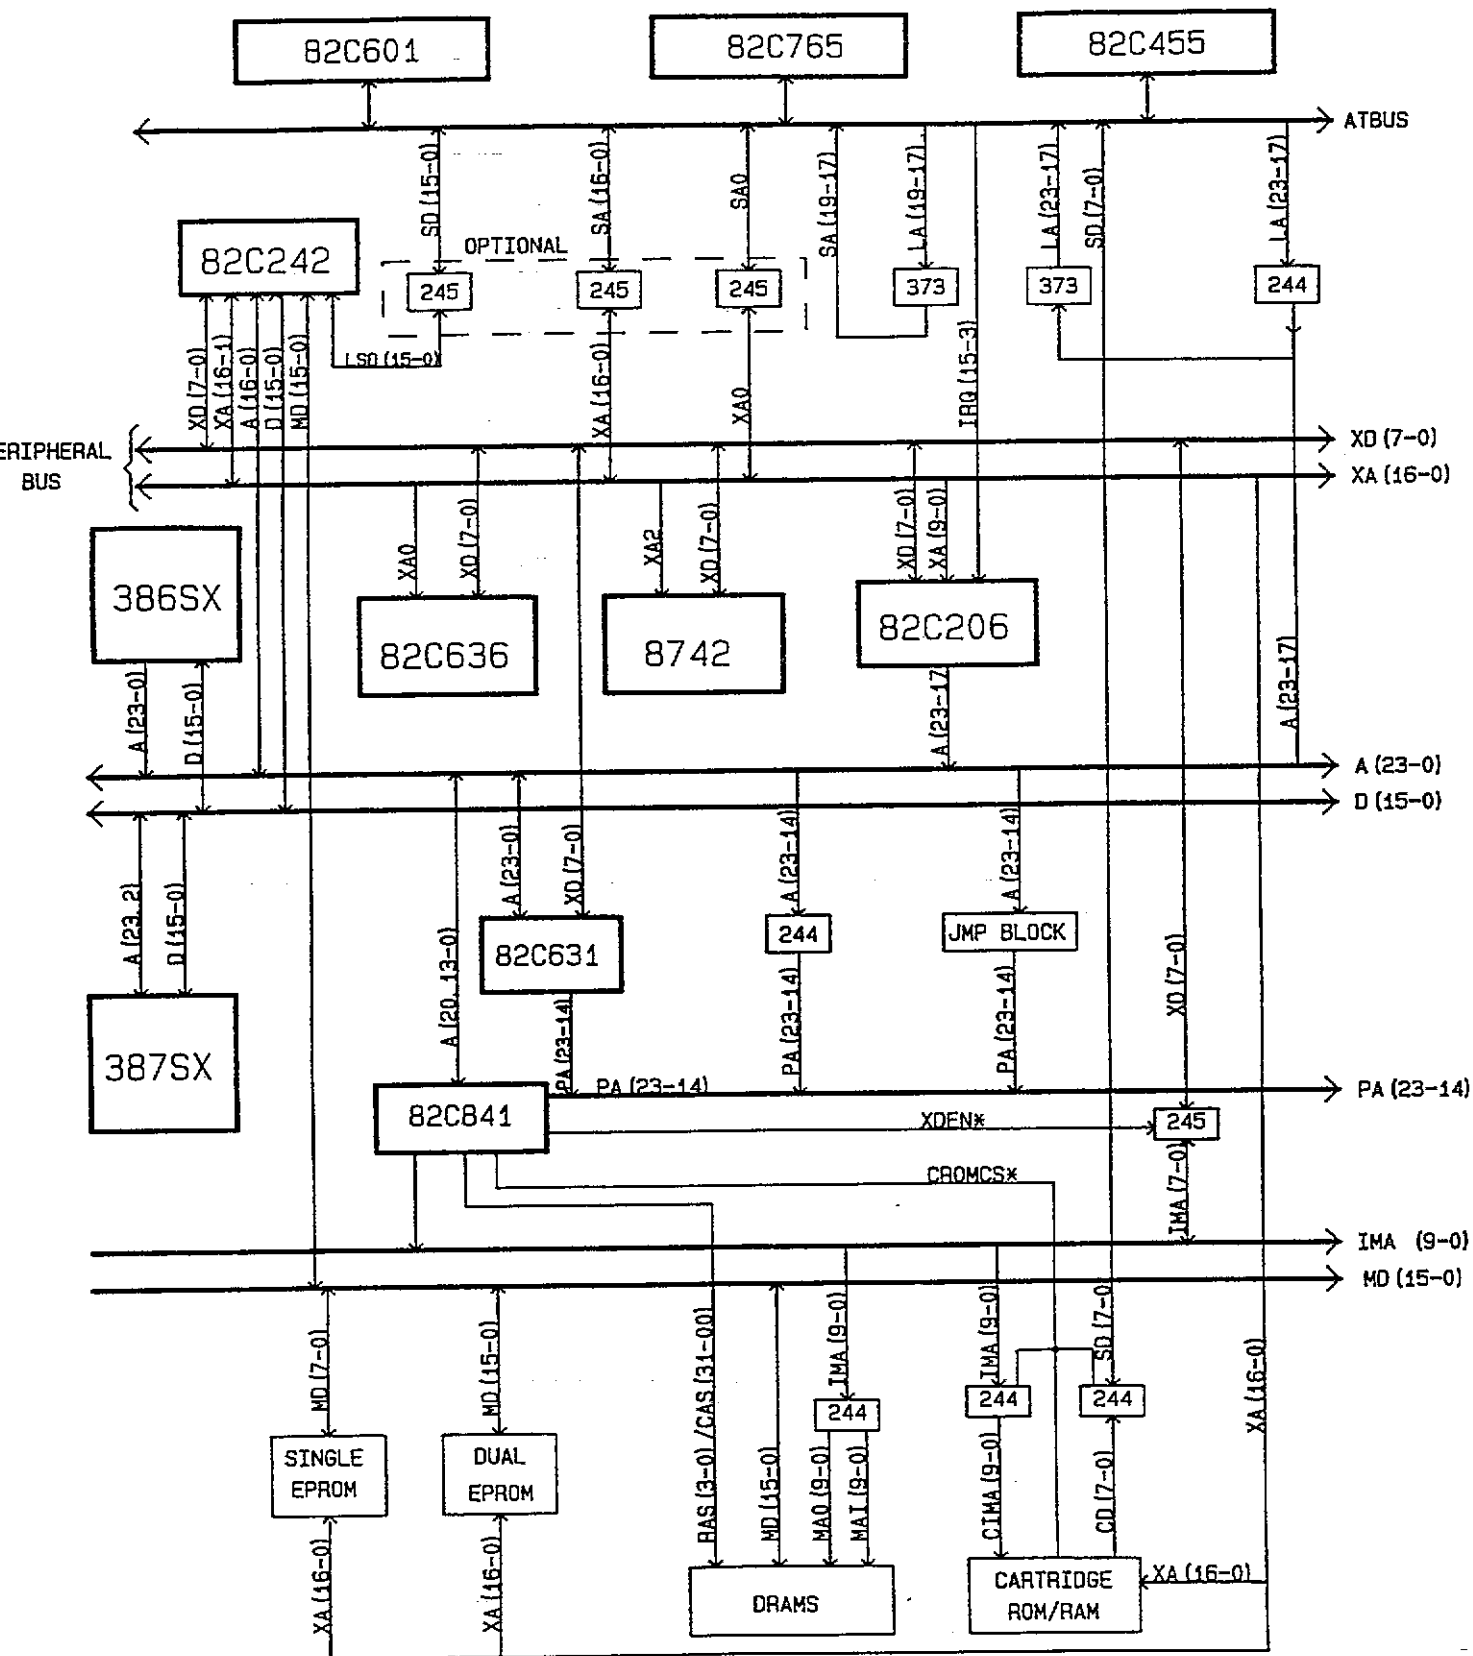 82C601
82C765
82C455
ATBUS
SD (15-0)
SA (16-0)
SA0
SA (19-17)
LA (19-17)
LA (23-17)
SD (7-0)
LA (23-17)
82C242
OPTIONAL
245
245
245
373
373
244
LSD (15-0)
XD (7-0)
XA (16-1)
A (16-0)
D (15-0)
MD (15-0)
XA (16-0)
XA0
IRQ (15-3)
ERIPHERAL
BUS
XD (7-0)
XA (16-0)
386SX
XA0
XD (7-0)
XA2
XD (7-0)
XD (7-0)
XA (9-0)
82C636
8742
82C206
A (23-0)
D (15-0)
A (23-17)
A (23-17)
A (23-0)
D (15-0)
A (23, 2)
D (15-0)
A (20, 13-0)
A (23-0)
XD (7-0)
A (23-14)
A (23-14)
82C631
244
JMP BLOCK
XD (7-0)
387SX
PA (23-14)
PA (23-14)
PA (23-14)
82C841
PA (23-14)
PA (23-14)
XDEN*
245
CROMCS*
IMA (7-0)
IMA (9-0)
MD (15-0)
MD (7-0)
MD (15-0)
RAS (3-0) /CAS (31-00)
MD (15-0)
IMA (9-0)
IMA (9-0)
SD (7-0)
XA (16-0)
244
244
244
SINGLE
EPROM
DUAL
EPROM
MA0 (9-0)
MAI (9-0)
CIMA (9-0)
CD (7-0)
XA (16-0)
XA (16-0)
DRAMS
CARTRIDGE
ROM/RAM
XA (16-0)